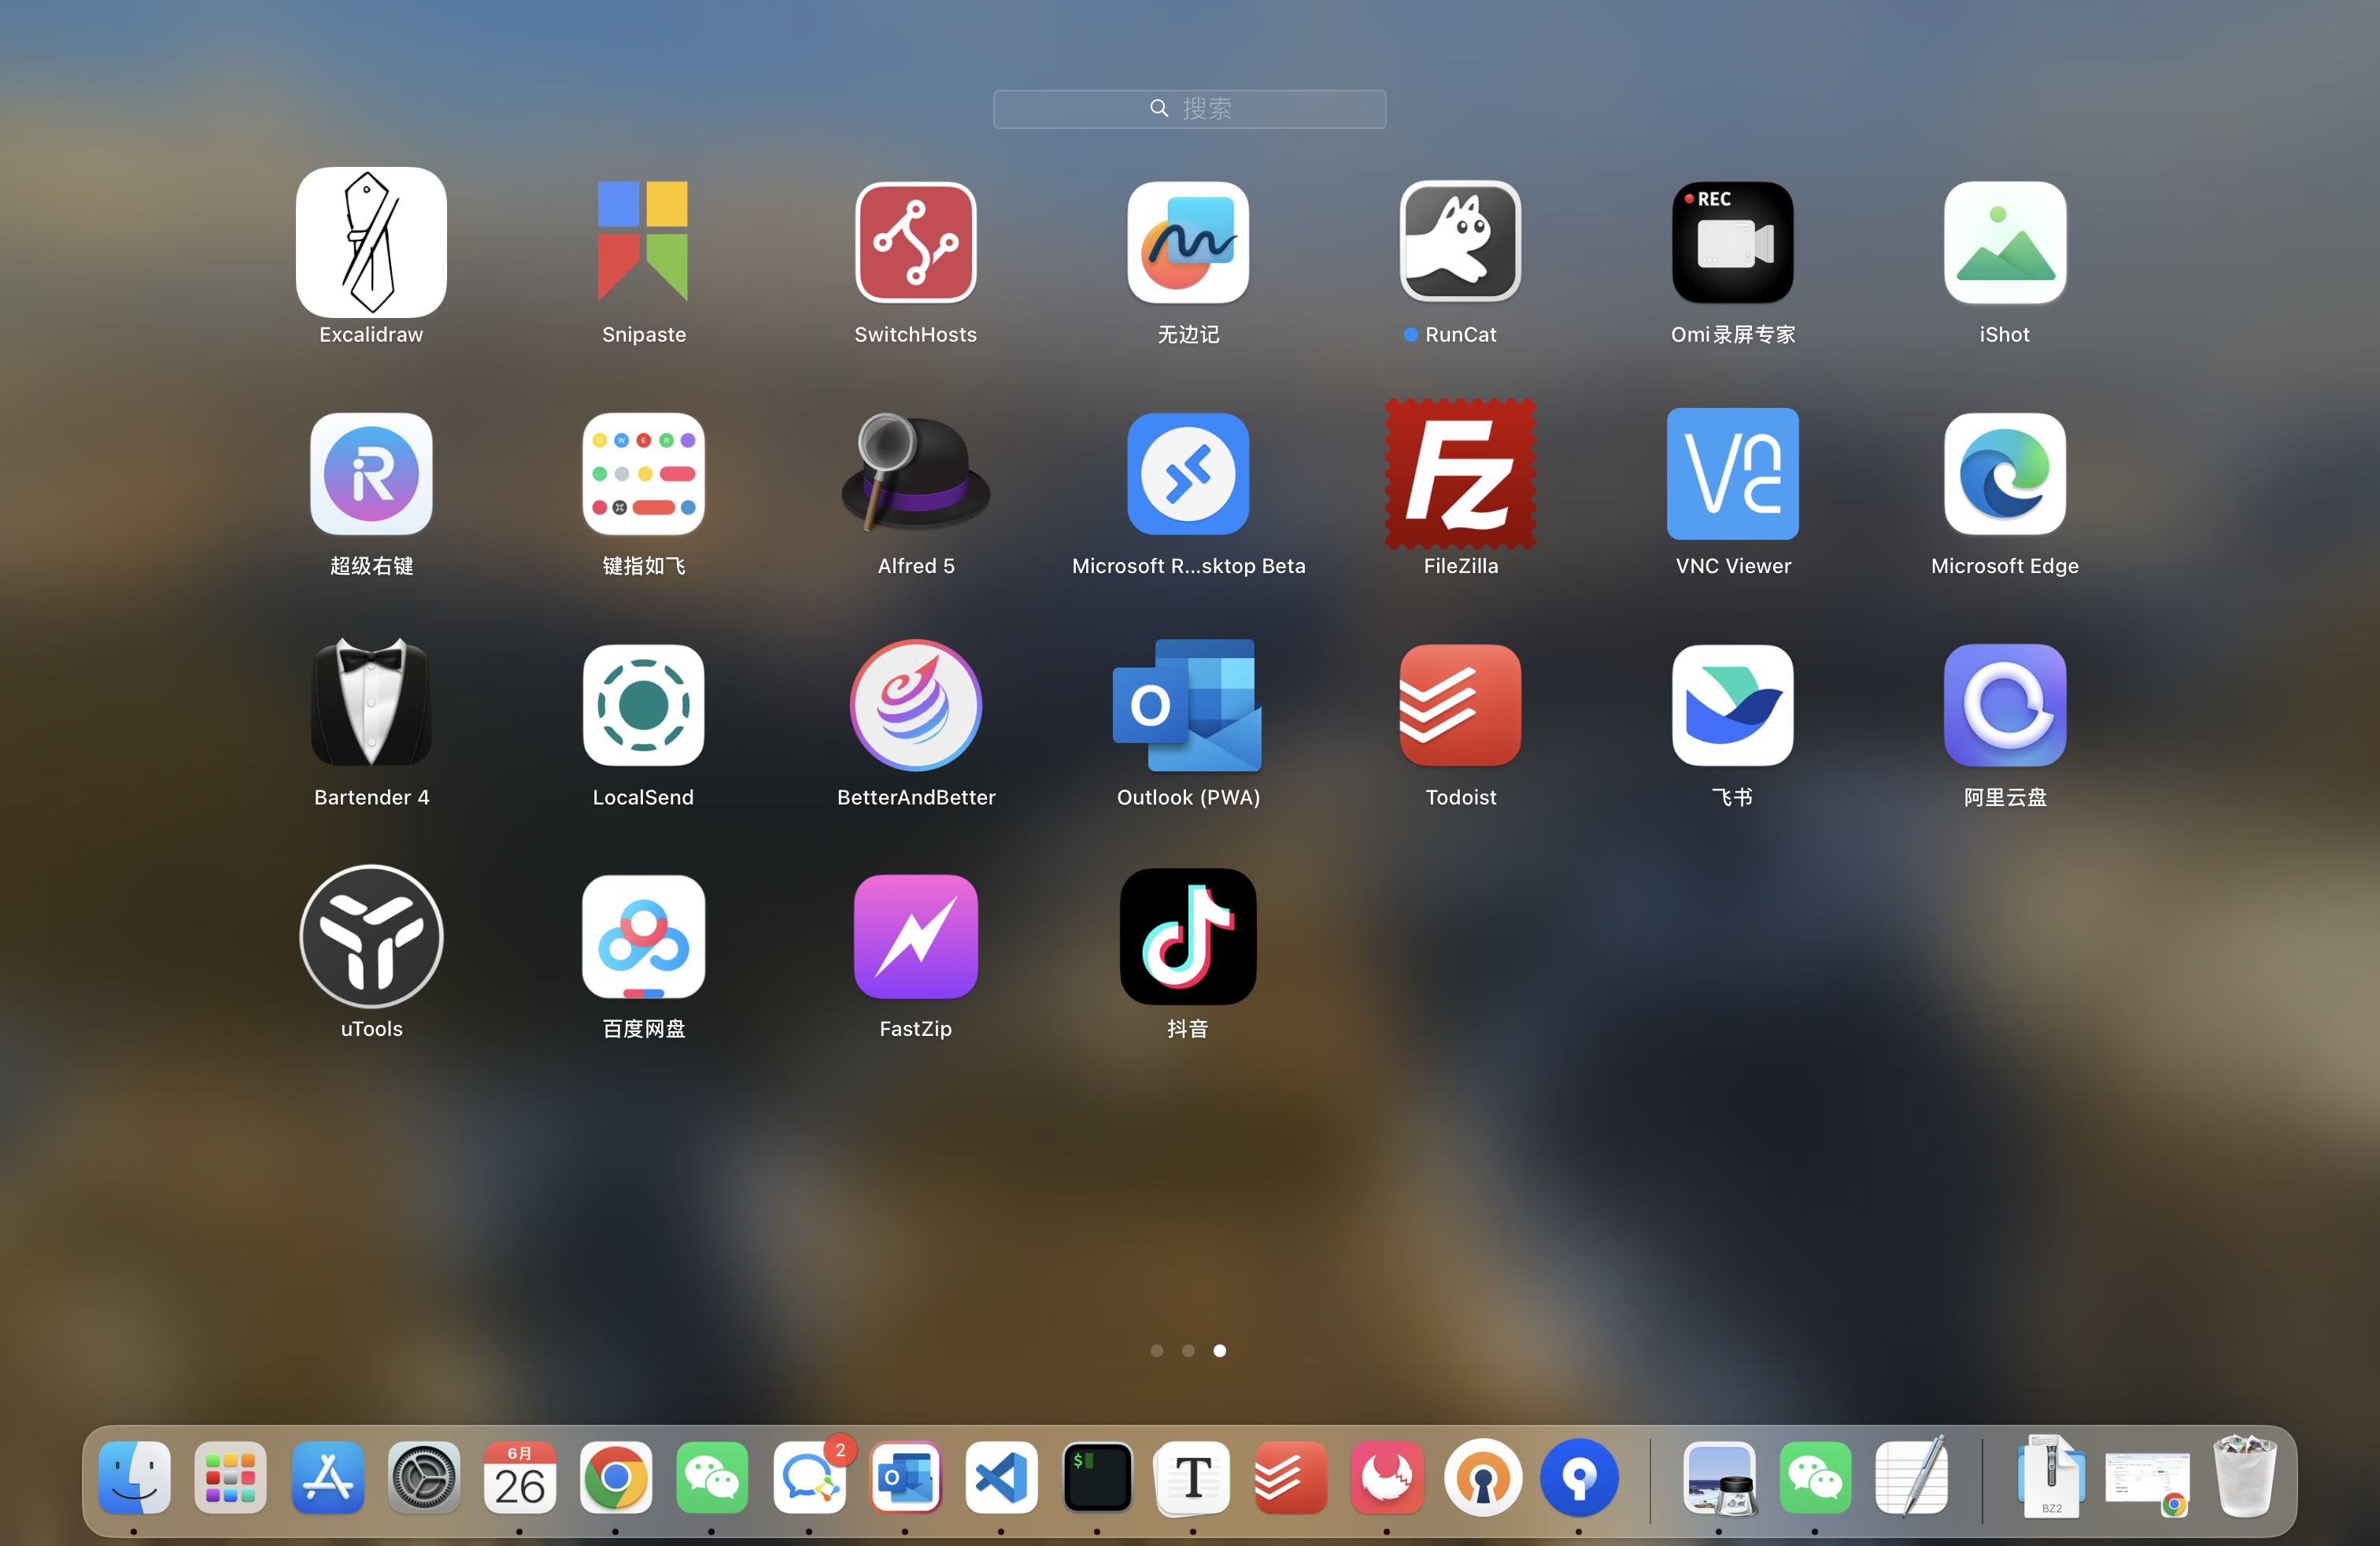 搜索
Excalidraw
Snipaste
SwitchHosts
无边记
RunCat
REC
Omi录屏专家
iShot
超级右键
键指如飞
Alfred 5
Microsoft R...sktop Beta
FileZilla
VNC Viewer
Microsoft Edge
Bartender 4
LocalSend
BetterAndBetter
Outlook (PWA)
Todoist
飞书
阿里云盘
uTools
百度网盘
FastZip
抖音
6月
26
2
$
T
BZ2